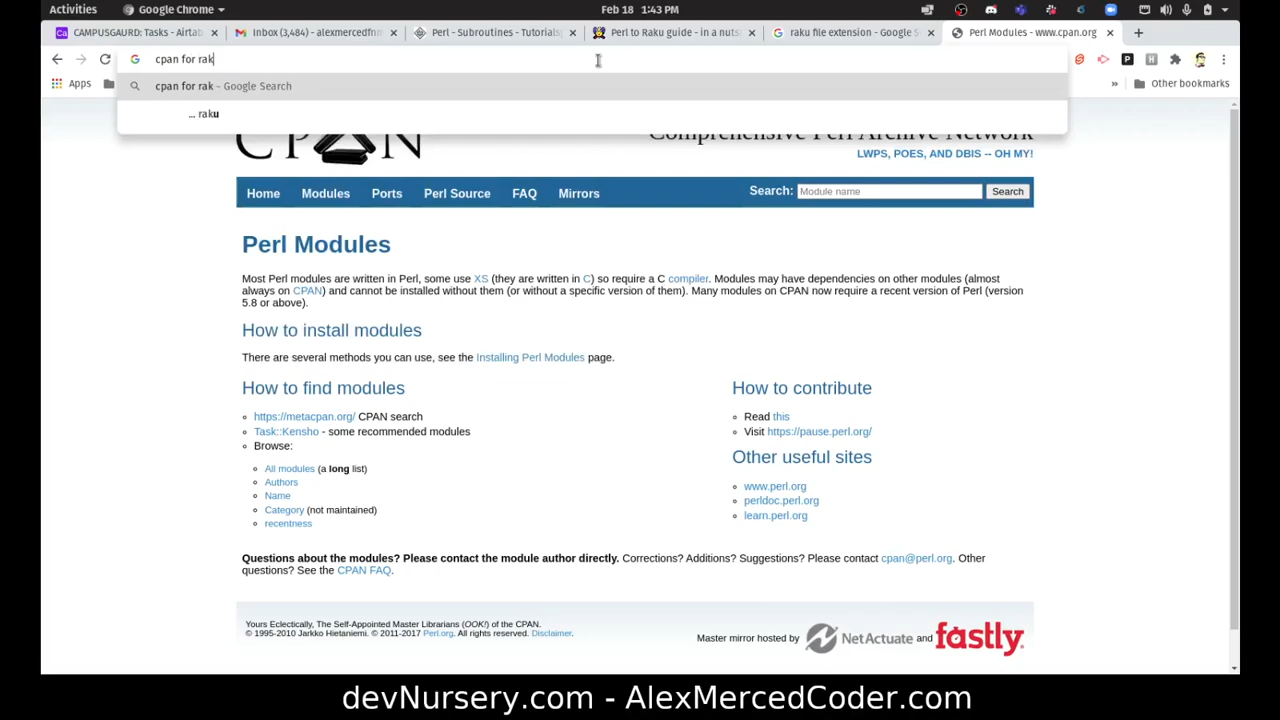 Activities
Google Chrome
Feb 18 1:43 PM
CAMPUSGAURD: Tasks - Airtab
Inbox (3,484) - alexmercedfnm
Perl - Subroutines - Tutorials
Perl to Raku guide - in a nuts
raku file extension - Google S
Perl Modules - www.cpan.org
cpan for rak
cpan for rak - Google Search
... raku
Apps
» Other bookmarks
CPAN
Comprehensive Perl Archive Network
LWPS, POES, AND DBIS -- OH MY!
Home Modules Ports Perl Source FAQ Mirrors
Search: Module name Search
Perl Modules
Most Perl modules are written in Perl, some use XS (they are written in C) so require a C compiler. Modules may have dependencies on other modules (almost
always on CPAN) and cannot be installed without them (or without a specific version of them). Many modules on CPAN now require a recent version of Perl (version
5.8 or above).
How to install modules
There are several methods you can use, see the Installing Perl Modules page.
How to find modules
https://metacpan.org/ CPAN search
Task::Kensho - some recommended modules
Browse:
All modules (a long list)
Authors
Name
Category (not maintained)
recentness
How to contribute
Read this
Visit https://pause.perl.org/
Other useful sites
www.perl.org
perldoc.perl.org
learn.perl.org
Questions about the modules? Please contact the module author directly. Corrections? Additions? Suggestions? Please contact cpan@perl.org. Other
questions? See the CPAN FAQ.
Yours Eclectically, The Self-Appointed Master Librarians (OOK!) of the CPAN.
© 1995-2010 Jarkko Hietaniemi. © 2011-2017 Perl.org. All rights reserved. Disclaimer.
Master mirror hosted by NetActuate and fastly.
devNursery.com - AlexMercedCoder.com